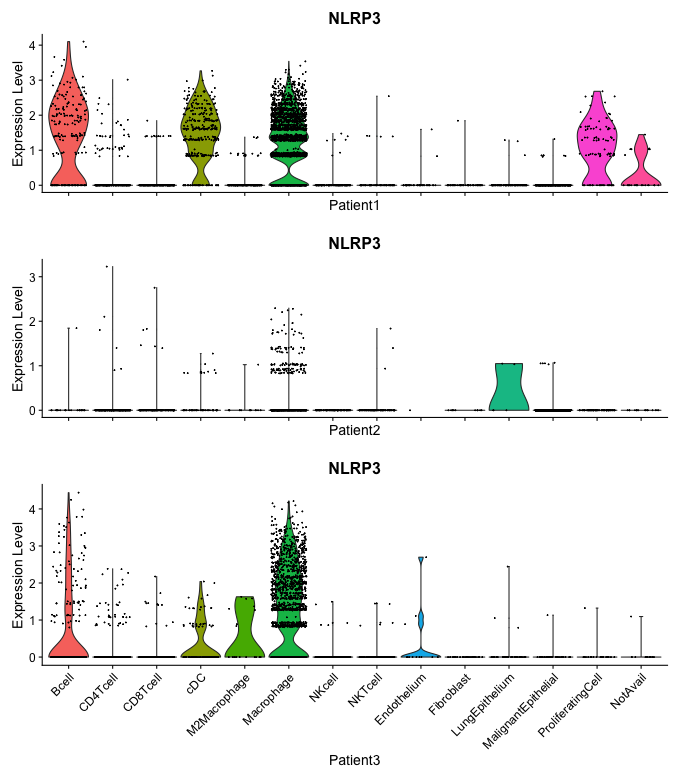 NLRP3
Expression Level
4
3
2
1
0
Patient1
NLRP3
Expression Level
3
2
1
0
Patient2
NLRP3
Expression Level
4
3
2
1
0
Bcell
CD4Tcell
CD8Tcell
cDC
M2Macrophage
Macrophage
NKcell
NKTcell
Endothelium
Fibroblast
LungEpithelium
MalignantEpithelial
ProliferatingCell
NotAvail
Patient3